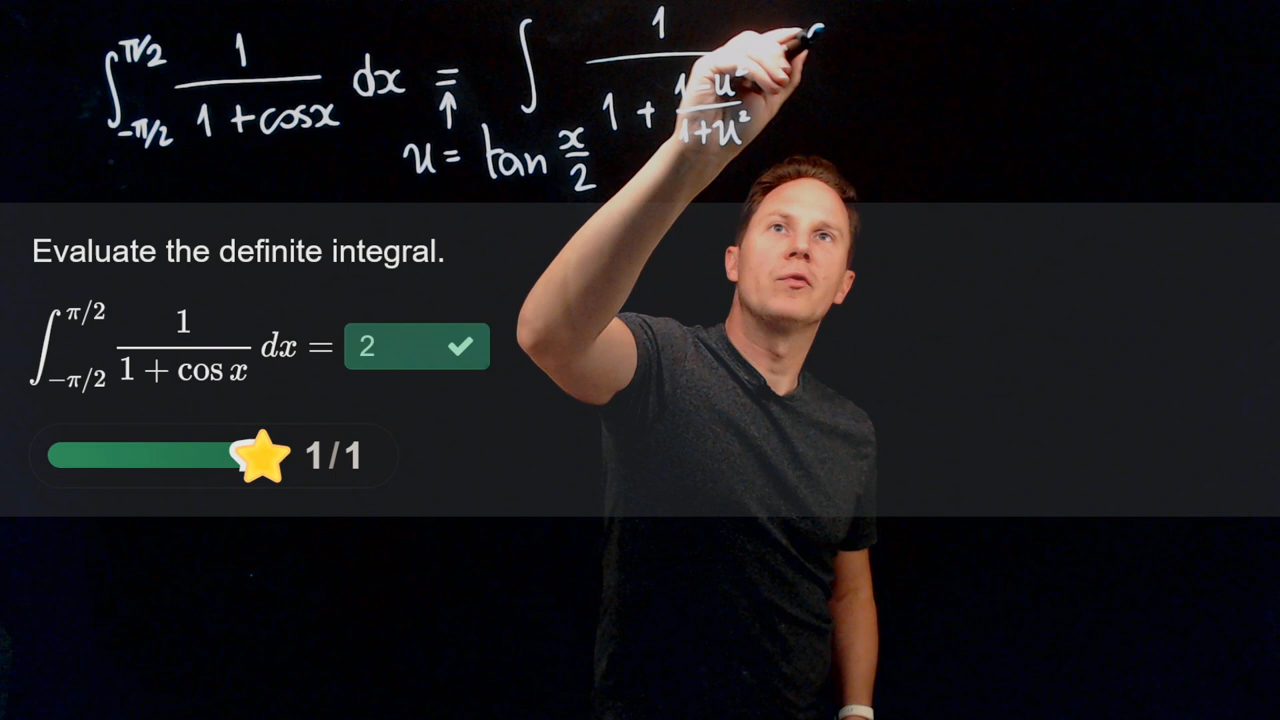 ∫_{-π/2}^{π/2} 1/(1 + cos x) dx = ∫ 1/(1 + (1-u²)/(1+u²))
↑
u = tan x/2
Evaluate the definite integral.
∫_{-π/2}^{π/2} 1/(1 + cos x) dx = 2 ✔
1/1